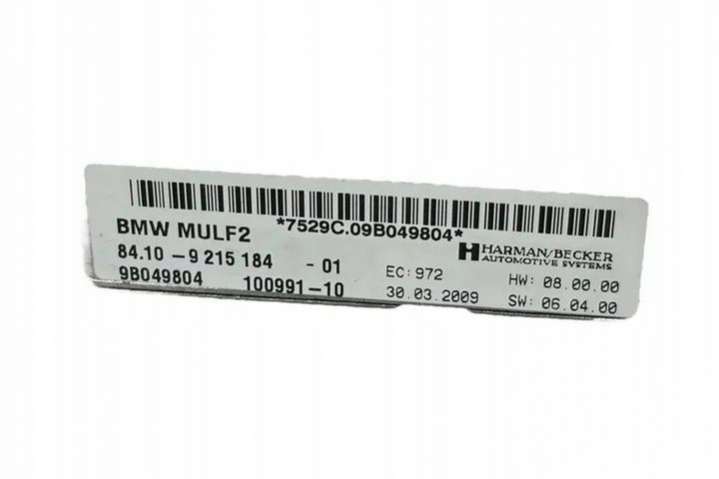 *7529C.09B049804*
BMW MULF2
HARMAN/BECKER
AUTOMOTIVE SYSTEMS
84.10 - 9 215 184 - 01
EC: 972
HW: 08.00.00
9B049804 100991-10
30.03.2009
SW: 06.04.00